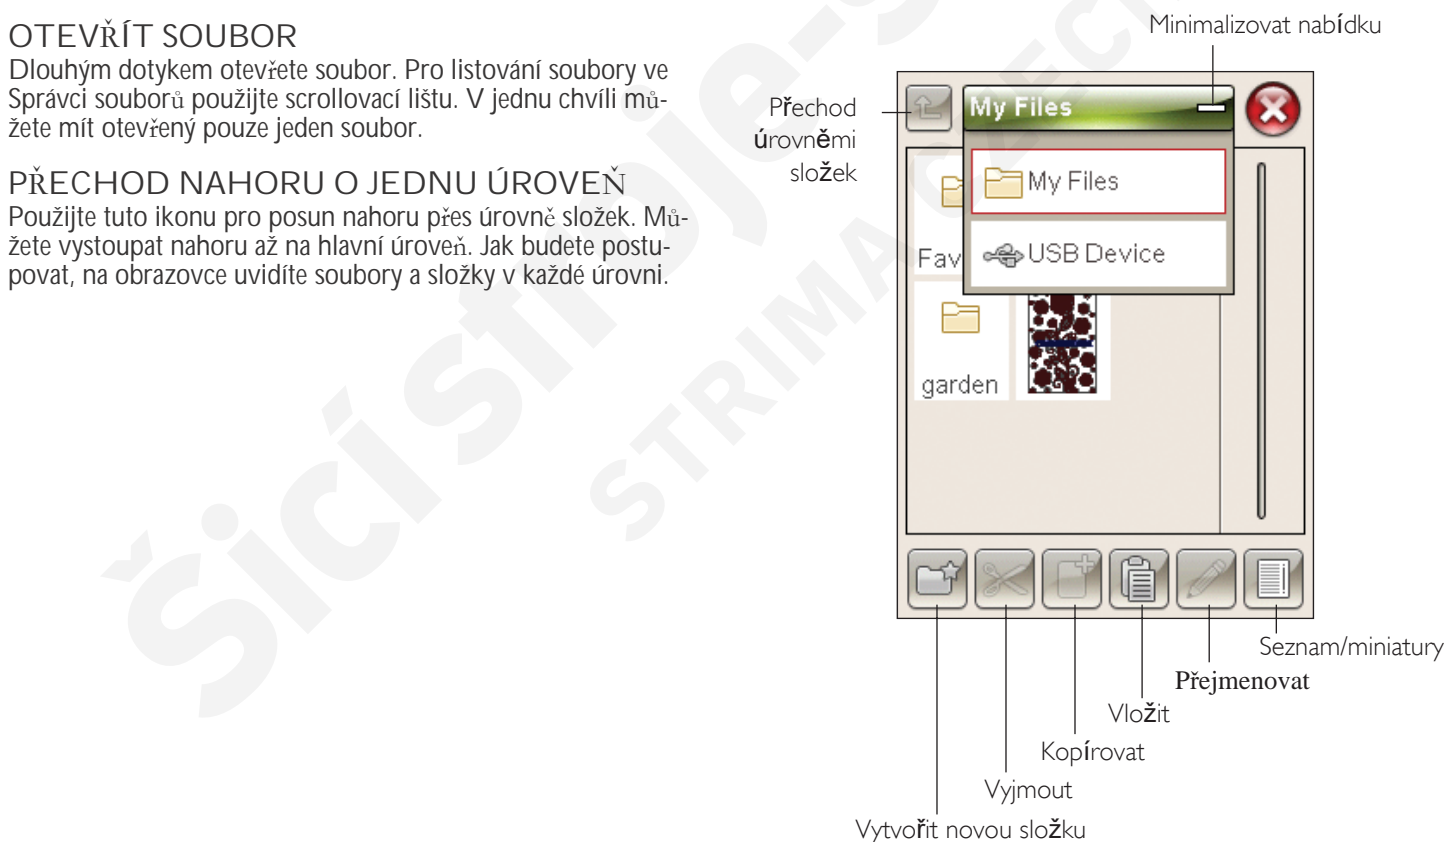 OTEVŘÍT SOUBOR
Dlouhým dotykem otevřete soubor. Pro listování soubory ve
Správci souborů použijte scrollovací lištu. V jednu chvíli mů-
žete mít otevřený pouze jeden soubor.
PŘECHOD NAHORU O JEDNU ÚROVEŇ
Použijte tuto ikonu pro posun nahoru přes úrovně složek. Mů-
žete vystoupat nahoru až na hlavní úroveň. Jak budete postu-
povat, na obrazovce uvidíte soubory a složky v každé úrovni.
Minimalizovat nabídku
Přechod
úrovněmi
složek
My Files
My Files
USB Device
Fav
garden
Seznam/miniatury
Přejmenovat
Vložit
Kopírovat
Vyjmout
Vytvořit novou složku
Šicí stroje-s
STRIMA CZECH